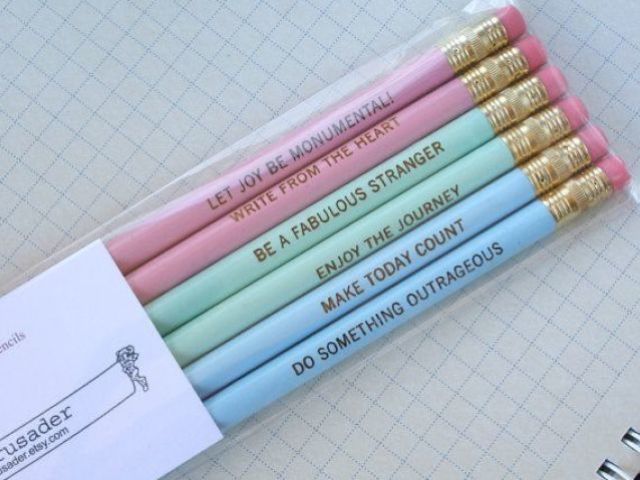 LET JOY BE MONUMENTAL!
WRITE FROM THE HEART
BE A FABULOUS STRANGER
ENJOY THE JOURNEY
MAKE TODAY COUNT
DO SOMETHING OUTRAGEOUS